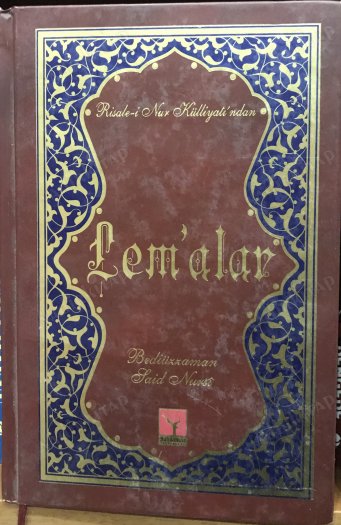 Risale-i Nur Külliyatı'ndan
Lem'alar
Bediüzzaman
Said Nursî